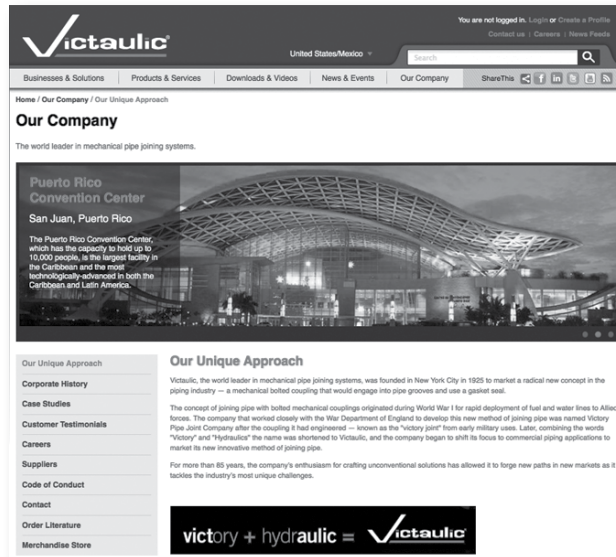 Victaulic
You are not logged in. Login or Create a Profile
Contact us | Careers | News Feeds
United States/Mexico
Search
Businesses & Solutions
Products & Services
Downloads & Videos
News & Events
Our Company
ShareThis
Home / Our Company / Our Unique Approach
Our Company
The world leader in mechanical pipe joining systems.
Puerto Rico
Convention Center
San Juan, Puerto Rico
The Puerto Rico Convention Center,
which has the capacity to hold up to
10,000 people, is the largest facility in
the Caribbean and the most
technologically-advanced in both the
Caribbean and Latin America.
Our Unique Approach
Corporate History
Case Studies
Customer Testimonials
Careers
Suppliers
Code of Conduct
Contact
Order Literature
Merchandise Store
Our Unique Approach
Victaulic, the world leader in mechanical pipe joining systems, was founded in New York City in 1925 to market a radical new concept in the
piping industry — a mechanical bolted coupling that would engage into pipe grooves and use a gasket seal.
The concept of joining pipe with bolted mechanical couplings originated during World War I for rapid deployment of fuel and water lines to Allied
forces. The company that worked closely with the War Department of England to develop this new method of joining pipe was named Victory
Pipe Joint Company after the coupling it had engineered — known as the "victory joint" from early military uses. Later, combining the words
"Victory" and "Hydraulics" the name was shortened to Victaulic, and the company began to shift its focus to commercial piping applications to
market its new innovative method of joining pipe.
For more than 85 years, the company's enthusiasm for crafting unconventional solutions has allowed it to forge new paths in new markets as it
tackles the industry's most unique challenges.
victory + hydraulic = Victaulic